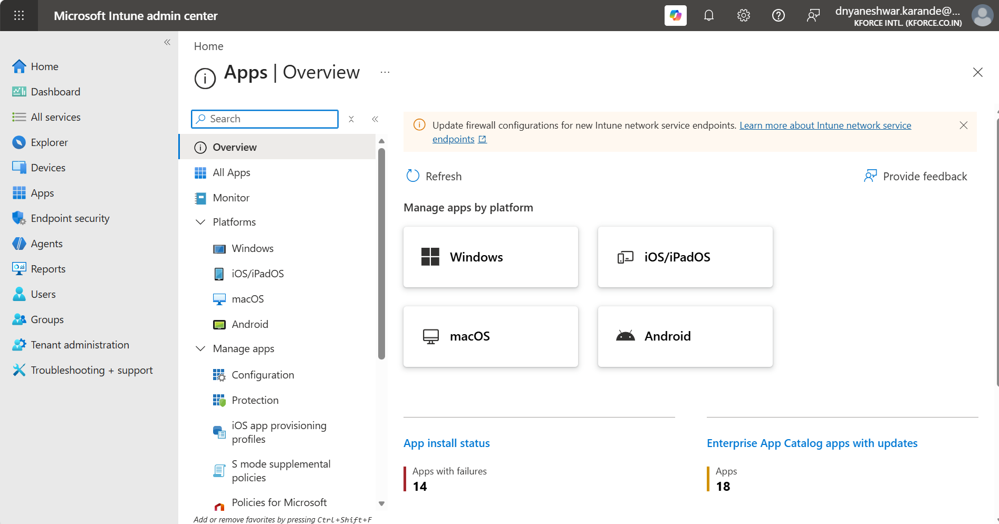 Microsoft Intune admin center
dnyaneshwar.karande@...
KFORCE INTL. (KFORCE.CO.IN)
Home
Dashboard
All services
Explorer
Devices
Apps
Endpoint security
Agents
Reports
Users
Groups
Tenant administration
Troubleshooting + support
Home
Apps | Overview
...
Search
Overview
All Apps
Monitor
Platforms
Windows
iOS/iPadOS
macOS
Android
Manage apps
Configuration
Protection
iOS app provisioning
profiles
S mode supplemental
policies
Policies for Microsoft
Add or remove favorites by pressing Ctrl+Shift+F
Update firewall configurations for new Intune network service endpoints. Learn more about Intune network service
endpoints
Refresh
Provide feedback
Manage apps by platform
Windows
iOS/iPadOS
macOS
Android
App install status
Apps with failures
14
Enterprise App Catalog apps with updates
Apps
18